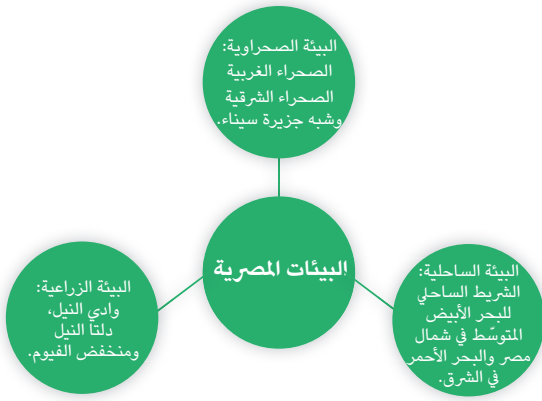 البيئة الصحراوية:
الصحراء الغربية
الصحراء الشرقية
وشبه جزيرة سيناء.
البيئات المصرية
البيئة الساحلية:
الشريط الساحلي
للبحر الأبيض
المتوسّط في شمال
مصر والبحر الأحمر
في الشرق.
البيئة الزراعية:
وادي النيل،
دلتا النيل
ومنخفض الفيوم.